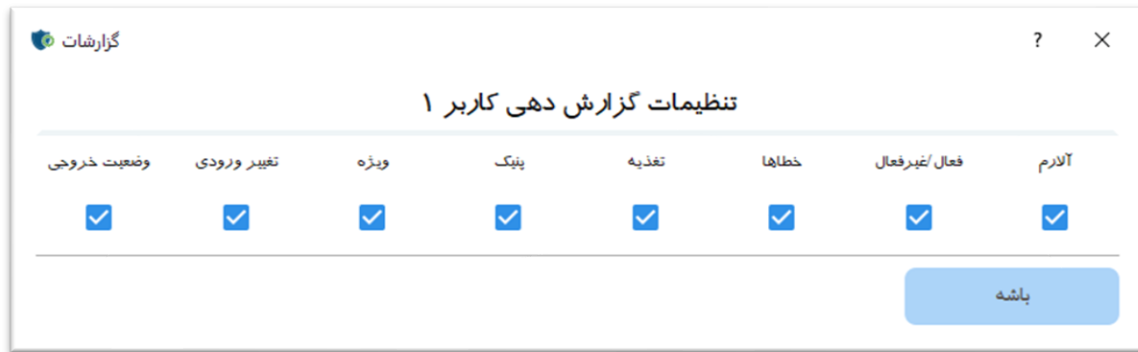 گزارشات ?
تنظیمات گزارش دهی کاربر ۱
آلارم فعال/غیرفعال خطاها تغذیه پنیک ویژه تغییر ورودی وضعیت خروجی
باشه